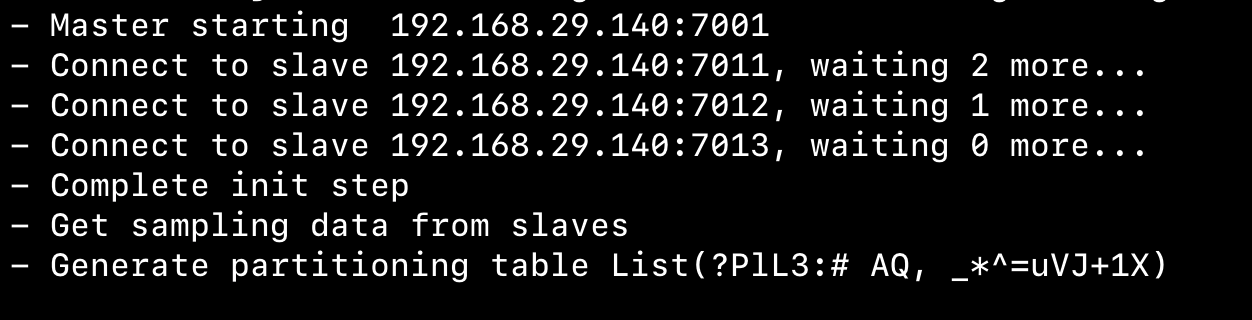 – Master starting  192.168.29.140:7001
– Connect to slave 192.168.29.140:7011, waiting 2 more...
– Connect to slave 192.168.29.140:7012, waiting 1 more...
– Connect to slave 192.168.29.140:7013, waiting 0 more...
– Complete init step
– Get sampling data from slaves
– Generate partitioning table List(?PlL3:# AQ, _*^=uVJ+1X)